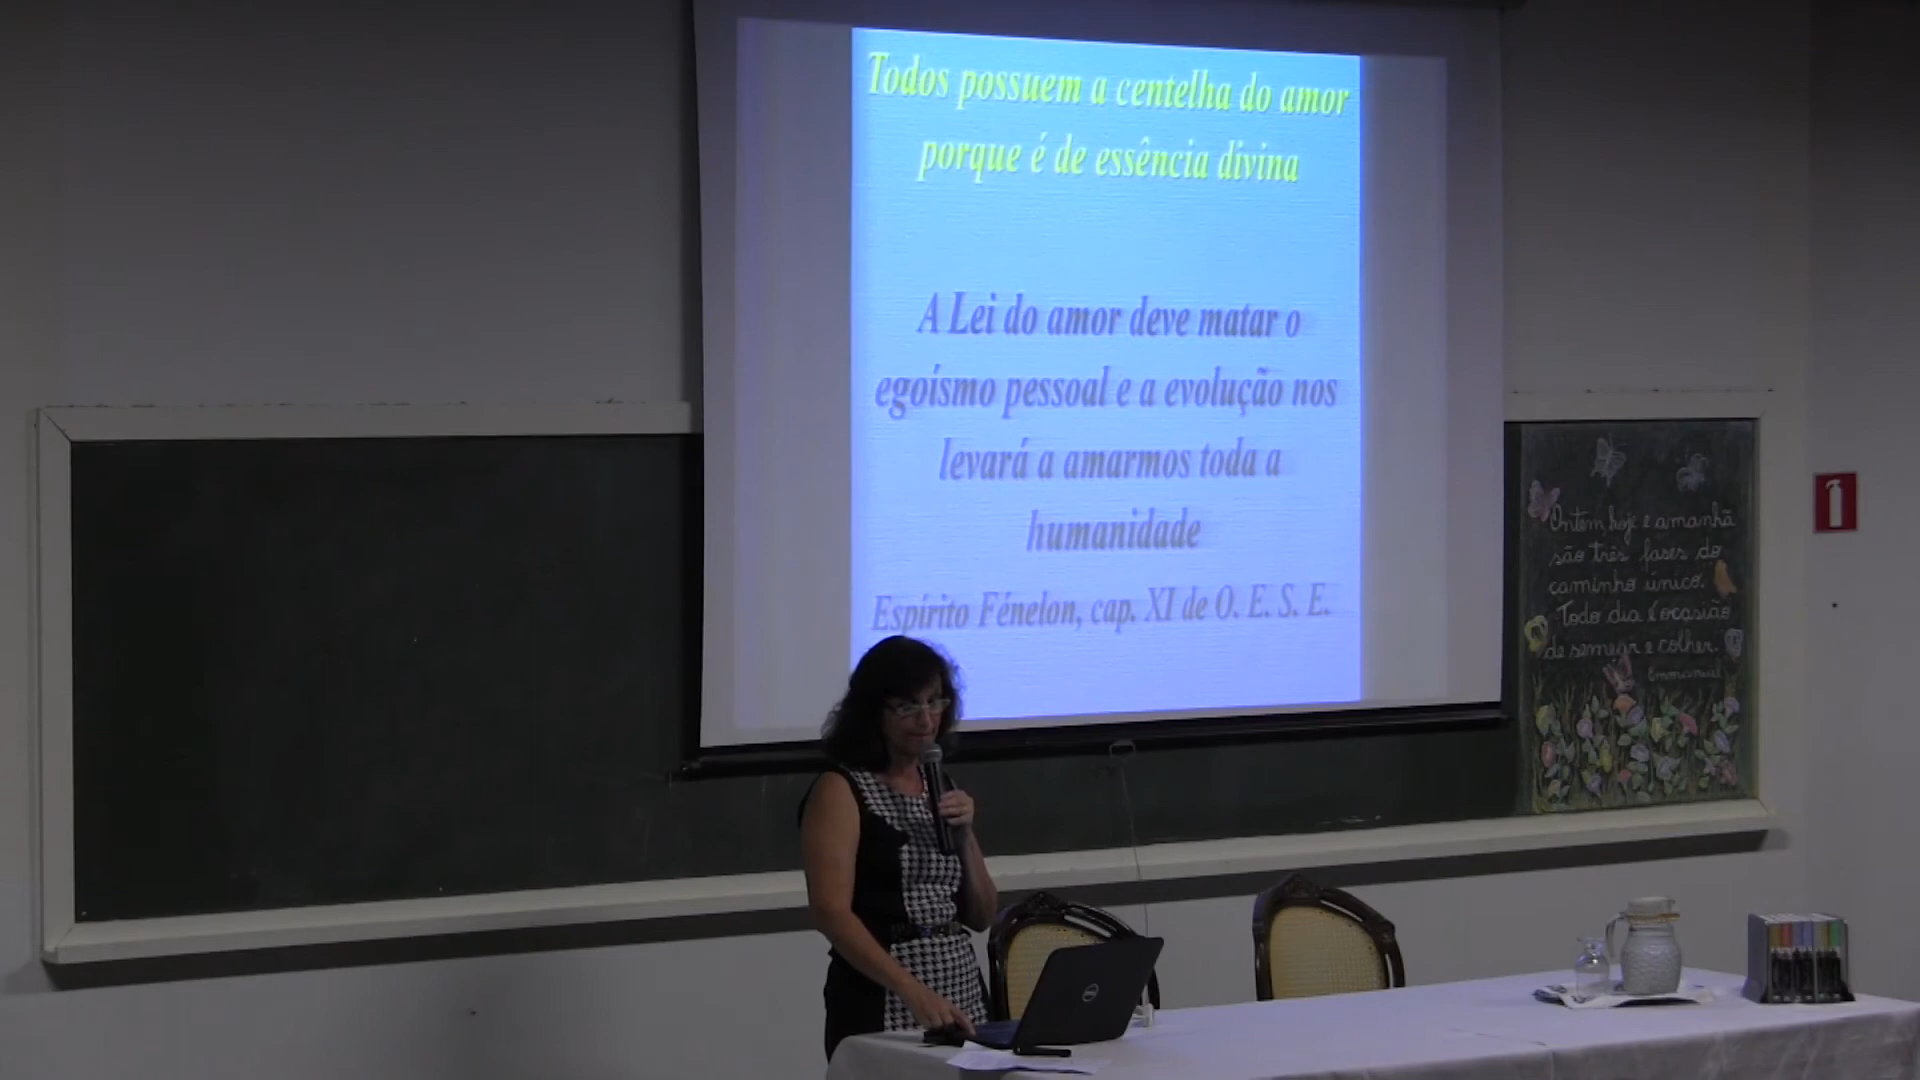 Todos possuem a centelha do amor
porque é de essência divina
A Lei do amor deve matar o
egoísmo pessoal e a evolução nos
levará a amarmos toda a
humanidade
Espírito Fénelon, cap. XI de O. E. S. E.
Ontem, hoje e amanhã
são três fases do
caminho único.
Todo dia é ocasião
de semear e colher.
Emmanuel
DELL